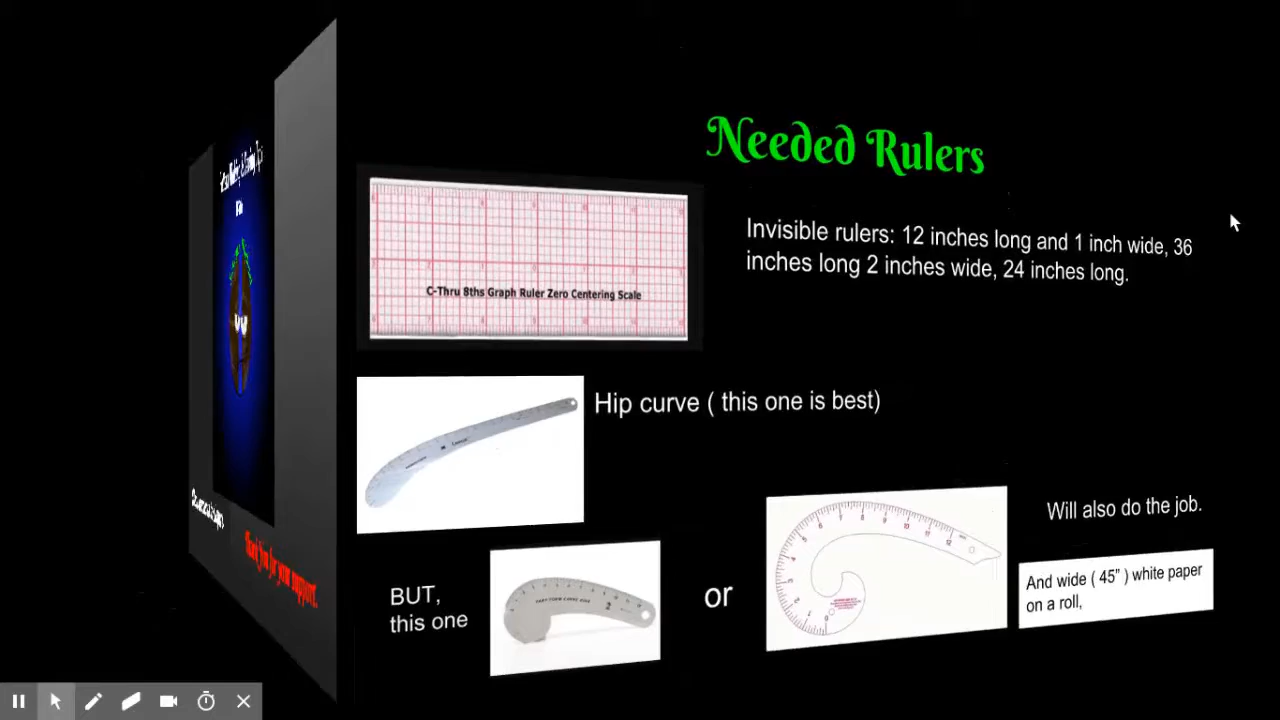 Needed Rulers
C-Thru 8ths Graph Ruler Zero Centering Scale
Invisible rulers: 12 inches long and 1 inch wide, 36
inches long 2 inches wide, 24 inches long.
Hip curve ( this one is best)
BUT,
this one
or
Will also do the job.
And wide ( 45” ) white paper
on a roll,
Thank You for your support.